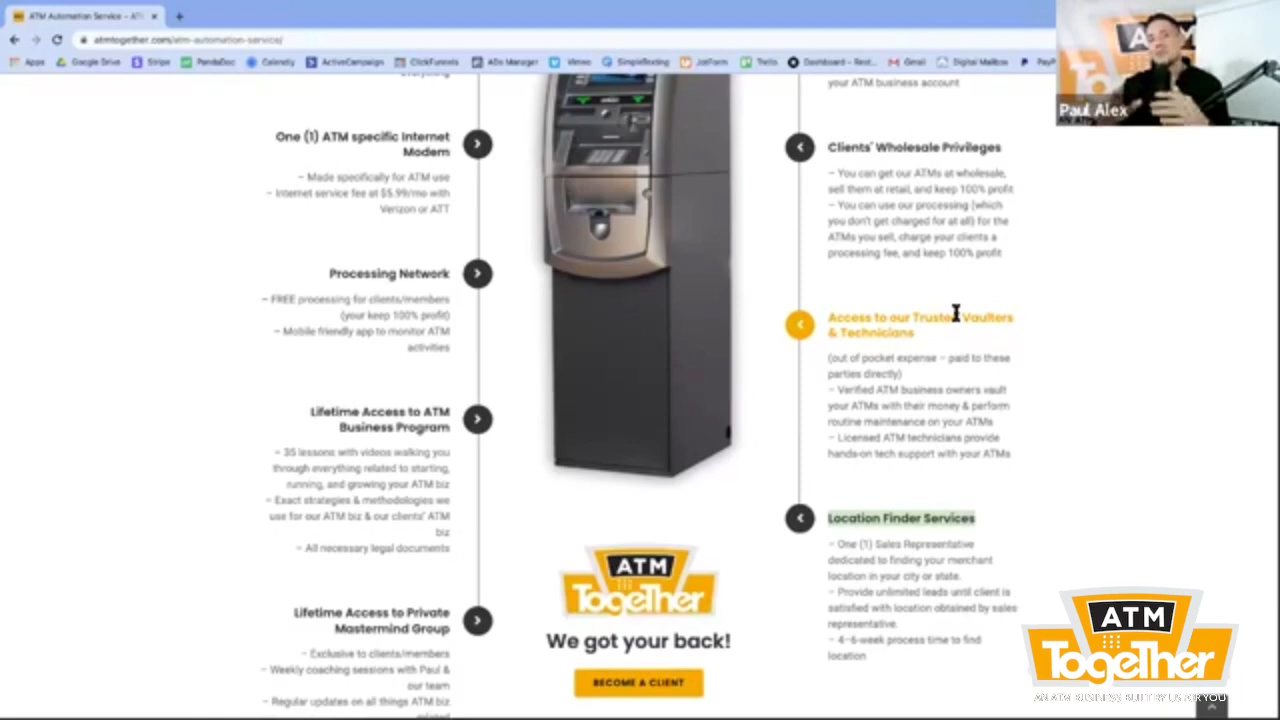 ATM Automation Service - ATM
atmtogether.com/atm-automation-service/
Apps
Google Drive
Stripe
PandaDoc
Calendly
ActiveCampaign
ClickFunnels
ADs Manager
Vimeo
SimpleTexting
JotForm
Trello
Dashboard - Rest...
Gmail
Digital Mailbox
PayP
Paul Alex
everything
One (1) ATM specific Internet
Modem
- Made specifically for ATM use
- Internet service fee at $5.99/mo with
Verizon or ATT
Processing Network
- FREE processing for clients/members
(your keep 100% profit)
- Mobile friendly app to monitor ATM
activities
Lifetime Access to ATM
Business Program
- 35 lessons with videos walking you
through everything related to starting,
running, and growing your ATM biz
- Exact strategies & methodologies we
use for our ATM biz & our clients' ATM
biz
- All necessary legal documents
Lifetime Access to Private
Mastermind Group
- Exclusive to clients/members
- Weekly coaching sessions with Paul &
our team
- Regular updates on all things ATM biz
related
ATM
TogeTher
We got your back!
BECOME A CLIENT
your ATM business account
Clients' Wholesale Privileges
- You can get our ATMs at wholesale,
sell them at retail, and keep 100% profit
- You can use our processing (which
you don't get charged for at all) for the
ATMs you sell, charge your clients a
processing fee, and keep 100% profit
Access to our Trusted Vaulters
& Technicians
(out of pocket expense - paid to these
parties directly)
- Verified ATM business owners vault
your ATMs with their money & perform
routine maintenance on your ATMs
- Licensed ATM technicians provide
hands-on tech support with your ATMs
Location Finder Services
- One (1) Sales Representative
dedicated to finding your merchant
location in your city or state.
- Provide unlimited leads until client is
satisfied with location obtained by sales
representative.
- 4-6-week process time to find
location
ATM
TogeTher
AN ATM BUSINESS BUILT BY US FOR YOU